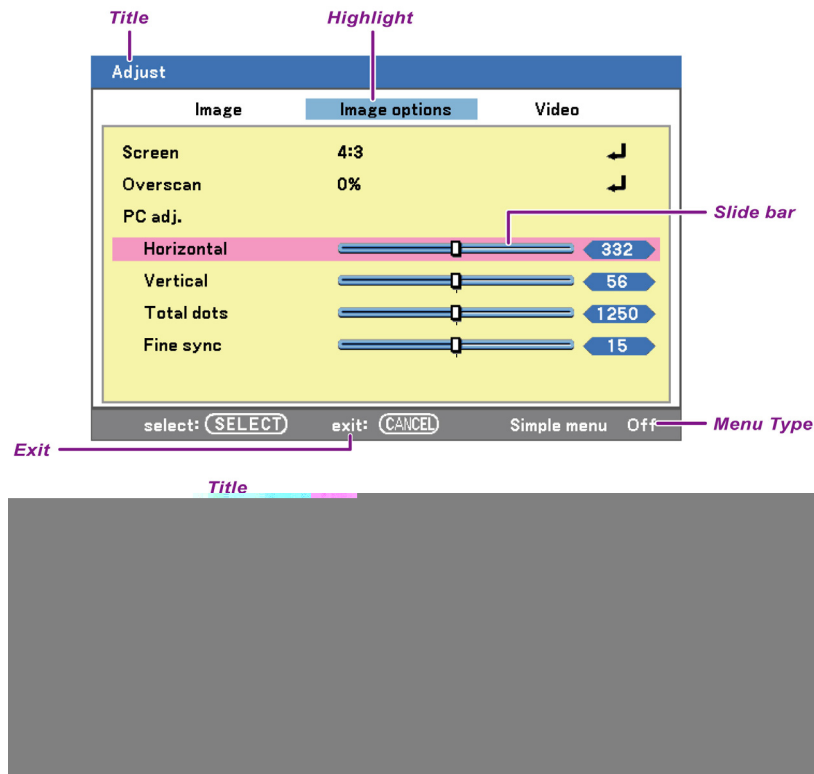 Title Highlight
Adjust
Image Image options Video
Screen 4:3
Overscan 0%
PC adj.
Slide bar
Horizontal 332
Vertical 56
Total dots 1250
Fine sync 15
select: SELECT exit: CANCEL Simple menu Off
Menu Type
Exit
Title